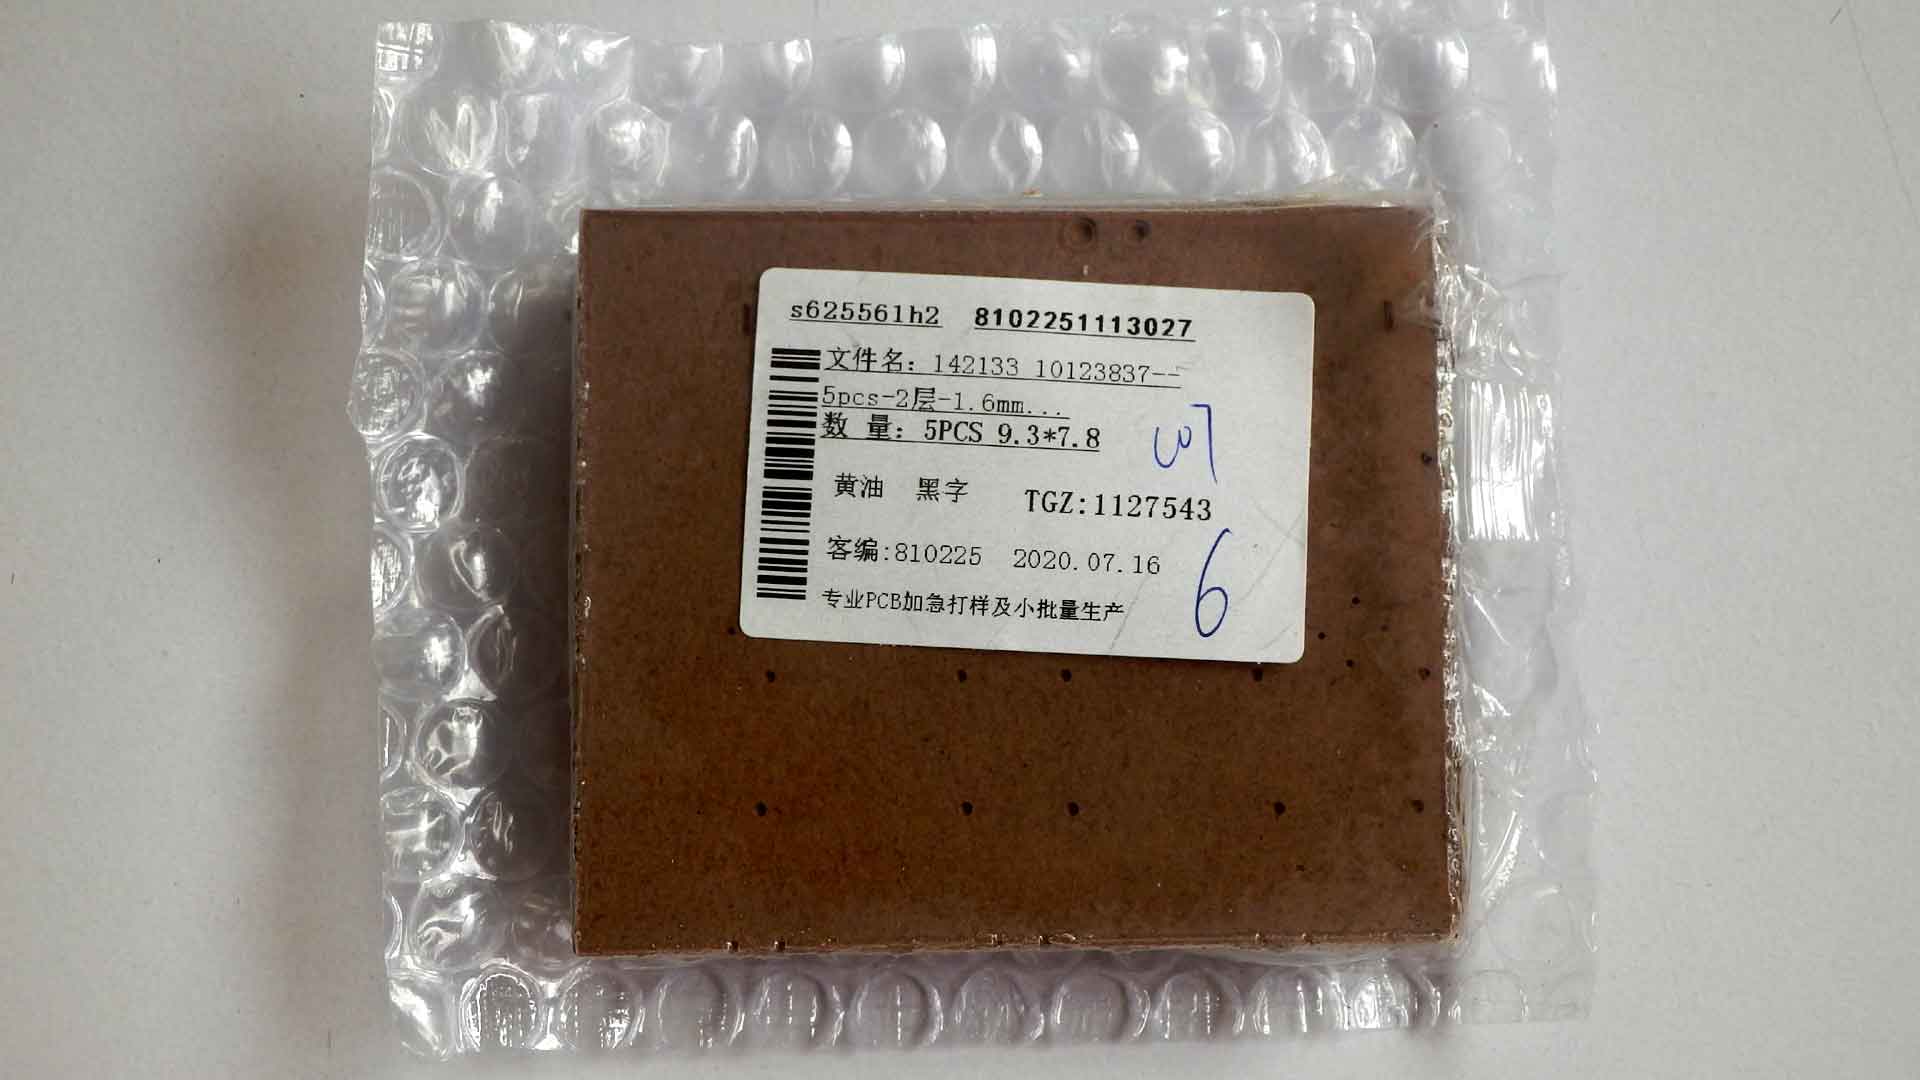 s625561h2 8102251113027
文件名: 142133 10123837--
5pcs-2层-1.6mm...
数 量: 5PCS 9.3*7.8
黄油 黑字 TGZ:1127543
客编:810225 2020.07.16
6
专业PCB加急打样及小批量生产